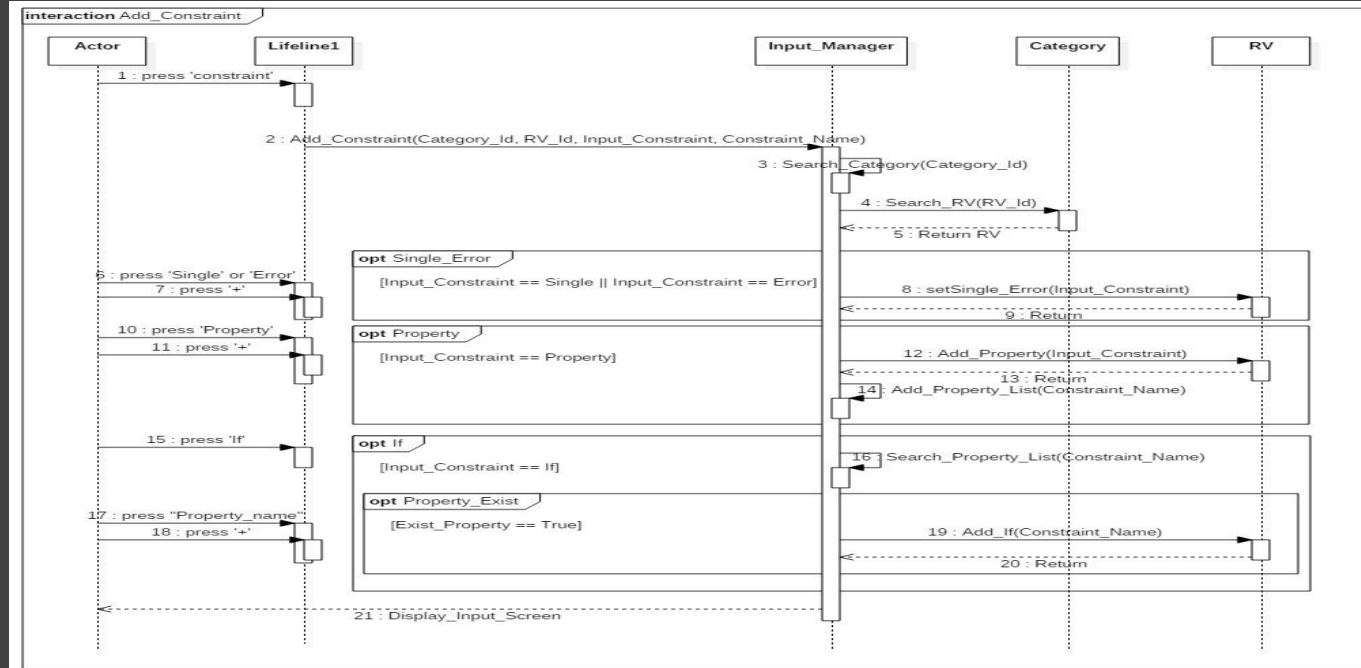 interaction Add_Constraint
Actor
Lifeline1
Input_Manager
Category
RV
1 : press 'constraint'
2 : Add_Constraint(Category_Id, RV_Id, Input_Constraint, Constraint_Name)
3 : Search_Category(Category_Id)
4 : Search_RV(RV_Id)
5 : Return RV
opt Single_Error
6 : press 'Single' or 'Error'
[Input_Constraint == Single || Input_Constraint == Error]
7 : press '+'
8 : setSingle_Error(Input_Constraint)
9 : Return
10 : press 'Property'
opt Property
11 : press '+'
[Input_Constraint == Property]
12 : Add_Property(Input_Constraint)
13 : Return
14 : Add_Property_List(Constraint_Name)
15 : press 'If'
opt If
16 : Search_Property_List(Constraint_Name)
[Input_Constraint == If]
opt Property_Exist
17 : press "Property_name"
[Exist_Property == True]
18 : press '+'
19 : Add_If(Constraint_Name)
20 : Return
21 : Display_Input_Screen